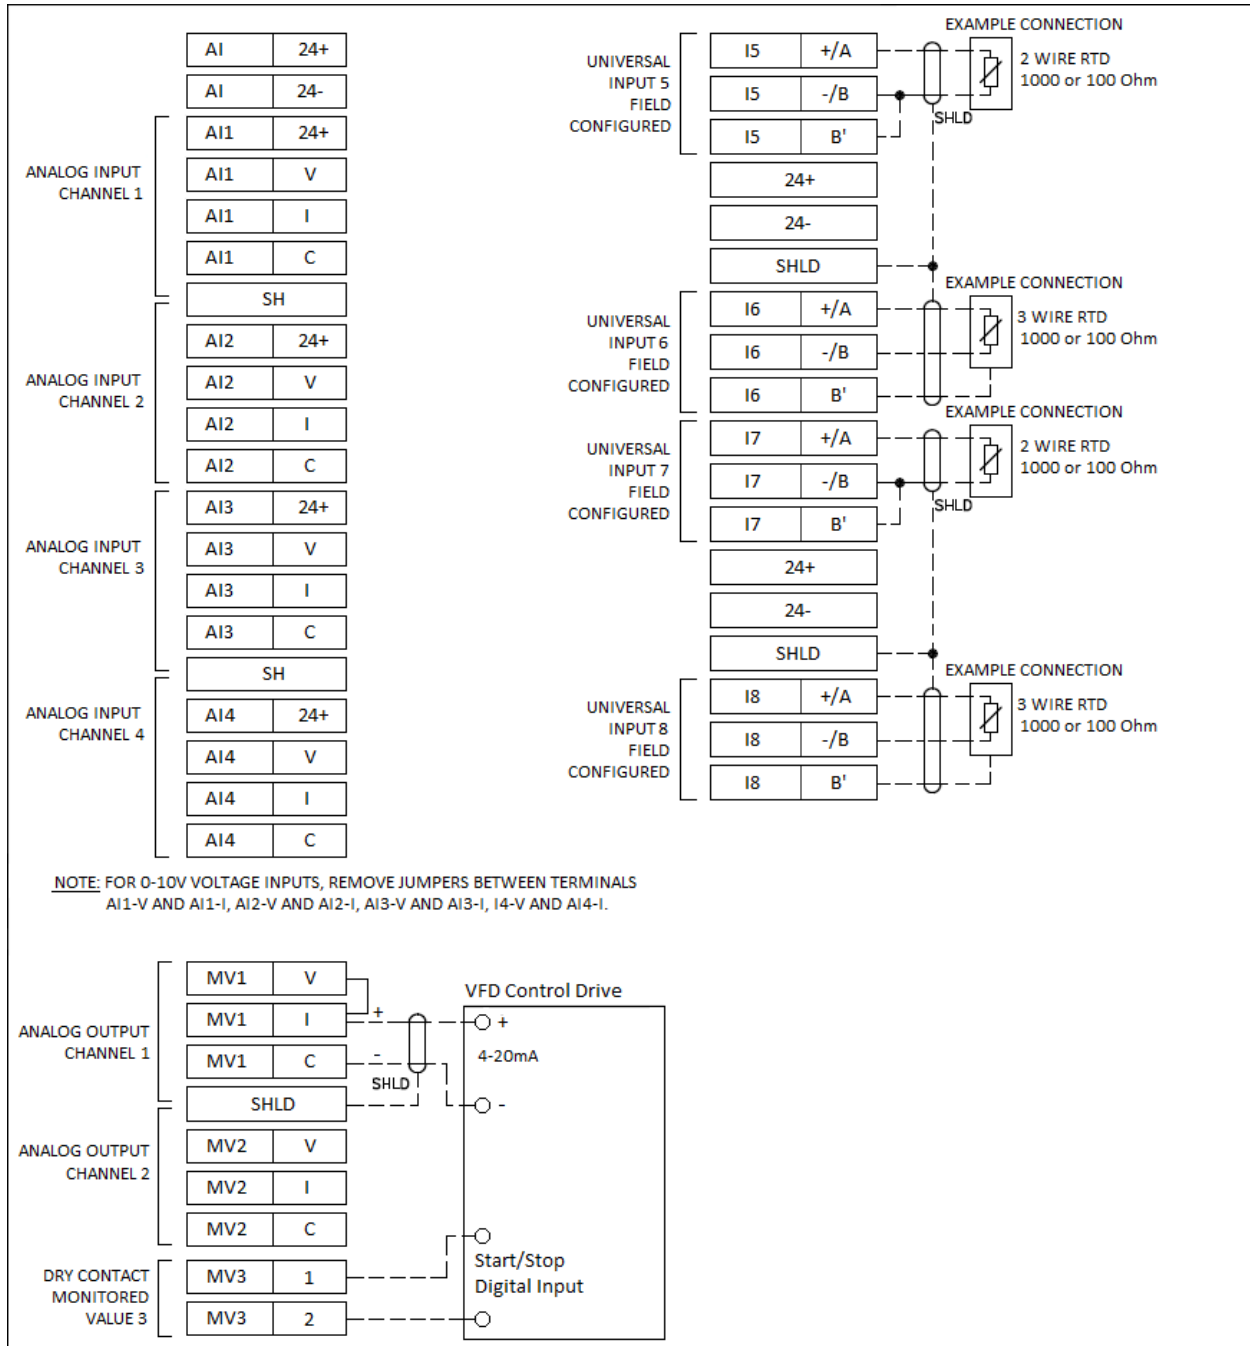 AI 24+
AI 24-
ANALOG INPUT
CHANNEL 1
AI1 24+
AI1 V
AI1 I
AI1 C
SH
ANALOG INPUT
CHANNEL 2
AI2 24+
AI2 V
AI2 I
AI2 C
ANALOG INPUT
CHANNEL 3
AI3 24+
AI3 V
AI3 I
AI3 C
SH
ANALOG INPUT
CHANNEL 4
AI4 24+
AI4 V
AI4 I
AI4 C
NOTE: FOR 0-10V VOLTAGE INPUTS, REMOVE JUMPERS BETWEEN TERMINALS
AI1-V AND AI1-I, AI2-V AND AI2-I, AI3-V AND AI3-I, I4-V AND AI4-I.
UNIVERSAL
INPUT 5
FIELD
CONFIGURED
I5 +/A
I5 -/B
I5 B'
EXAMPLE CONNECTION
2 WIRE RTD
1000 or 100 Ohm
SHLD
24+
24-
SHLD
UNIVERSAL
INPUT 6
FIELD
CONFIGURED
I6 +/A
I6 -/B
I6 B'
EXAMPLE CONNECTION
3 WIRE RTD
1000 or 100 Ohm
UNIVERSAL
INPUT 7
FIELD
CONFIGURED
I7 +/A
I7 -/B
I7 B'
EXAMPLE CONNECTION
2 WIRE RTD
1000 or 100 Ohm
SHLD
24+
24-
SHLD
UNIVERSAL
INPUT 8
FIELD
CONFIGURED
I8 +/A
I8 -/B
I8 B'
EXAMPLE CONNECTION
3 WIRE RTD
1000 or 100 Ohm
ANALOG OUTPUT
CHANNEL 1
MV1 V
MV1 I
MV1 C
SHLD
ANALOG OUTPUT
CHANNEL 2
MV2 V
MV2 I
MV2 C
DRY CONTACT
MONITORED
VALUE 3
MV3 1
MV3 2
+
-
SHLD
VFD Control Drive
+
4-20mA
-
Start/Stop
Digital Input